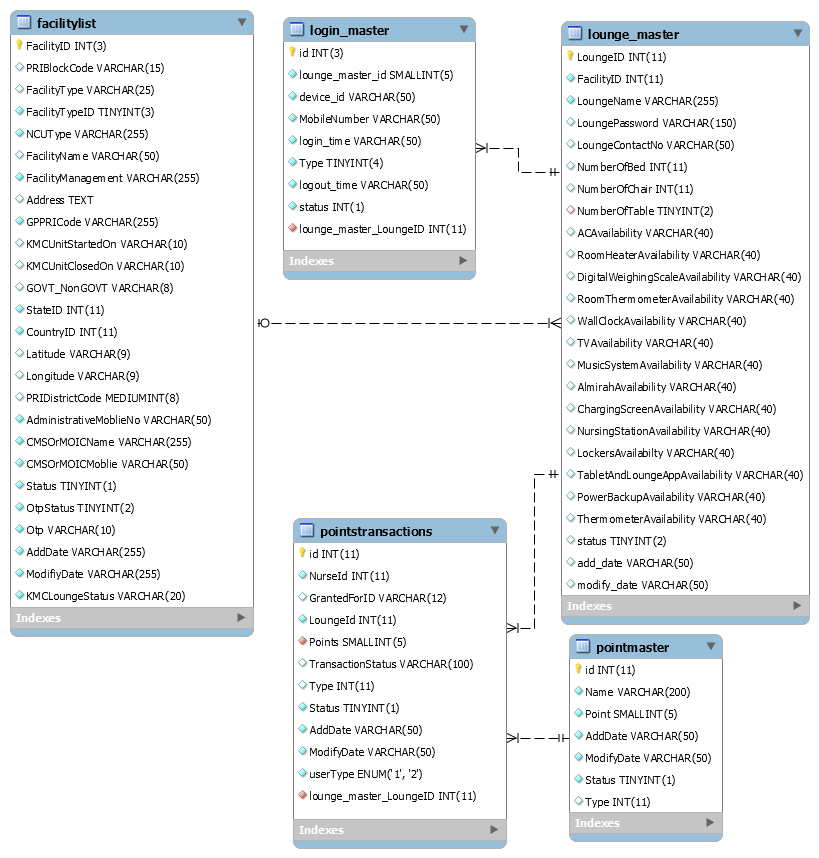 facilitylist
FacilityID INT(3)
PRIBlockCode VARCHAR(15)
FacilityType VARCHAR(25)
FacilityTypeID TINYINT(3)
NCUType VARCHAR(255)
FacilityName VARCHAR(50)
FacilityManagement VARCHAR(255)
Address TEXT
GPPRICode VARCHAR(255)
KMCUnitStartedOn VARCHAR(10)
KMCUnitClosedOn VARCHAR(10)
GOVT_NonGOVT VARCHAR(8)
StateID INT(11)
CountryID INT(11)
Latitude VARCHAR(9)
Longitude VARCHAR(9)
PRIDistrictCode MEDIUMINT(8)
AdministrativeMoblieNo VARCHAR(50)
CMSOrMOICName VARCHAR(255)
CMSOrMOICMoblie VARCHAR(50)
Status TINYINT(1)
OtpStatus TINYINT(2)
Otp VARCHAR(10)
AddDate VARCHAR(255)
ModifiyDate VARCHAR(255)
KMCLoungeStatus VARCHAR(20)
Indexes
login_master
id INT(3)
lounge_master_id SMALLINT(5)
device_id VARCHAR(50)
MobileNumber VARCHAR(50)
login_time VARCHAR(50)
Type TINYINT(4)
logout_time VARCHAR(50)
status INT(1)
lounge_master_LoungeID INT(11)
Indexes
lounge_master
LoungeID INT(11)
FacilityID INT(11)
LoungeName VARCHAR(255)
LoungePassword VARCHAR(150)
LoungeContactNo VARCHAR(50)
NumberOfBed INT(11)
NumberOfChair INT(11)
NumberOfTable TINYINT(2)
ACAvailability VARCHAR(40)
RoomHeaterAvailability VARCHAR(40)
DigitalWeighingScaleAvailability VARCHAR(40)
RoomThermometerAvailability VARCHAR(40)
WallClockAvailability VARCHAR(40)
TVAvailability VARCHAR(40)
MusicSystemAvailability VARCHAR(40)
AlmirahAvailability VARCHAR(40)
ChargingScreenAvailability VARCHAR(40)
NursingStationAvailability VARCHAR(40)
LockersAvailabilty VARCHAR(40)
TabletAndLoungeAppAvailability VARCHAR(40)
PowerBackupAvailability VARCHAR(40)
ThermometerAvailability VARCHAR(40)
status TINYINT(2)
add_date VARCHAR(50)
modify_date VARCHAR(50)
Indexes
pointstransactions
id INT(11)
NurseId INT(11)
GrantedForID VARCHAR(12)
LoungeId INT(11)
Points SMALLINT(5)
TransactionStatus VARCHAR(100)
Type INT(11)
Status TINYINT(1)
AddDate VARCHAR(50)
ModifyDate VARCHAR(50)
userType ENUM('1', '2')
lounge_master_LoungeID INT(11)
Indexes
pointmaster
id INT(11)
Name VARCHAR(200)
Point SMALLINT(5)
AddDate VARCHAR(50)
ModifyDate VARCHAR(50)
Status TINYINT(1)
Type INT(11)
Indexes